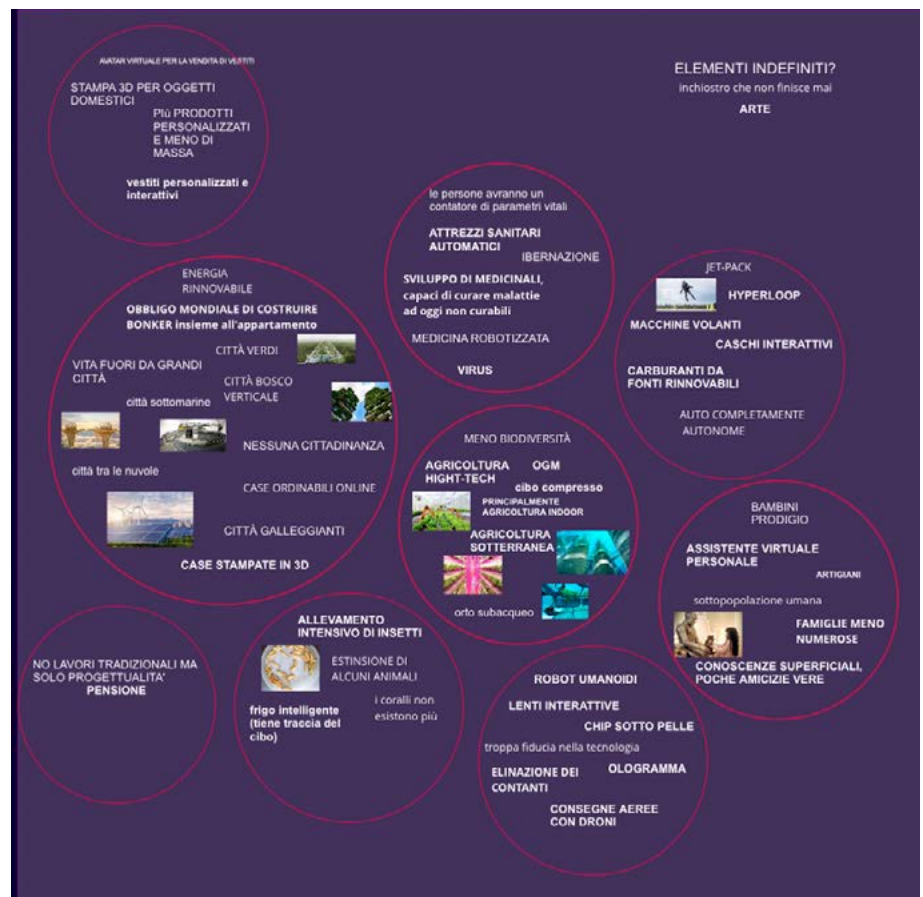 AVATAR VIRTUALE PER LA VENDITA DI VESTITI
STAMPA 3D PER OGGETTI
DOMESTICI
PIù PRODOTTI
PERSONALIZZATI
E MENO DI
MASSA
vestiti personalizzati e
interattivi
ELEMENTI INDEFINITI?
inchiostro che non finisce mai
ARTE
le persone avranno un
contatore di parametri vitali
ATTREZZI SANITARI
AUTOMATICI
IBERNAZIONE
SVILUPPO DI MEDICINALI,
capaci di curare malattie
ad oggi non curabili
MEDICINA ROBOTIZZATA
VIRUS
ENERGIA
RINNOVABILE
OBBLIGO MONDIALE DI COSTRUIRE
BONKER insieme all'appartamento
CITTÀ VERDI
VITA FUORI DA GRANDI
CITTÀ
CITTÀ BOSCO
VERTICALE
città sottomarine
NESSUNA CITTADINANZA
città tra le nuvole
CASE ORDINABILI ONLINE
CITTÀ GALLEGGIANTI
CASE STAMPATE IN 3D
JET-PACK
HYPERLOOP
MACCHINE VOLANTI
CASCHI INTERATTIVI
CARBURANTI DA
FONTI RINNOVABILI
AUTO COMPLETAMENTE
AUTONOME
MENO BIODIVERSITÀ
AGRICOLTURA
HIGHT-TECH
OGM
cibo compresso
PRINCIPALMENTE
AGRICOLTURA INDOOR
AGRICOLTURA
SOTTERRANEA
orto subacqueo
BAMBINI
PRODIGIO
ASSISTENTE VIRTUALE
PERSONALE
ARTIGIANI
sottopopolazione umana
FAMIGLIE MENO
NUMEROSE
CONOSCENZE SUPERFICIALI,
POCHE AMICIZIE VERE
NO LAVORI TRADIZIONALI MA
SOLO PROGETTUALITA'
PENSIONE
ALLEVAMENTO
INTENSIVO DI INSETTI
ESTINSIONE DI
ALCUNI ANIMALI
frigo intelligente
(tiene traccia del
cibo)
i coralli non
esistono più
ROBOT UMANOIDI
LENTI INTERATTIVE
CHIP SOTTO PELLE
troppa fiducia nella tecnologia
ELINAZIONE DEI
CONTANTI
OLOGRAMMA
CONSEGNE AEREE
CON DRONI